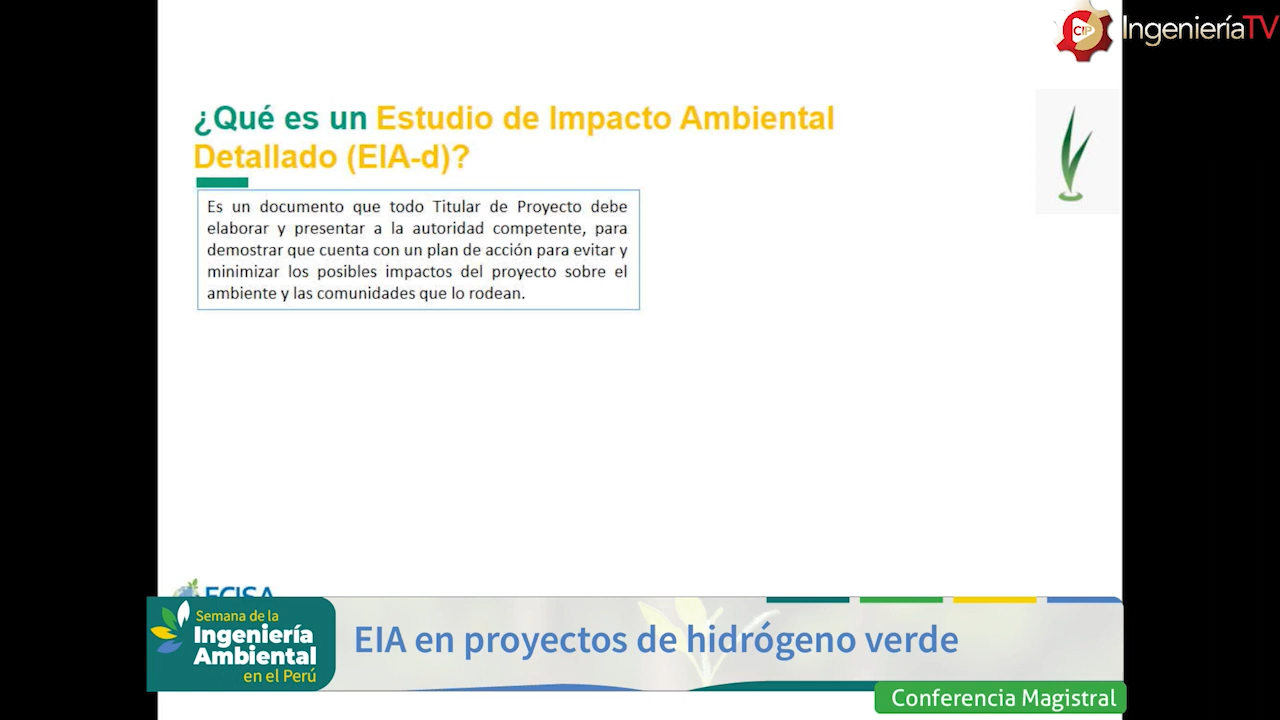 CIP IngenieríaTV
¿Qué es un Estudio de Impacto Ambiental
Detallado (EIA-d)?
Es un documento que todo Titular de Proyecto debe
elaborar y presentar a la autoridad competente, para
demostrar que cuenta con un plan de acción para evitar y
minimizar los posibles impactos del proyecto sobre el
ambiente y las comunidades que lo rodean.
ECISA
Semana de la
Ingeniería
Ambiental
en el Perú
EIA en proyectos de hidrógeno verde
Conferencia Magistral